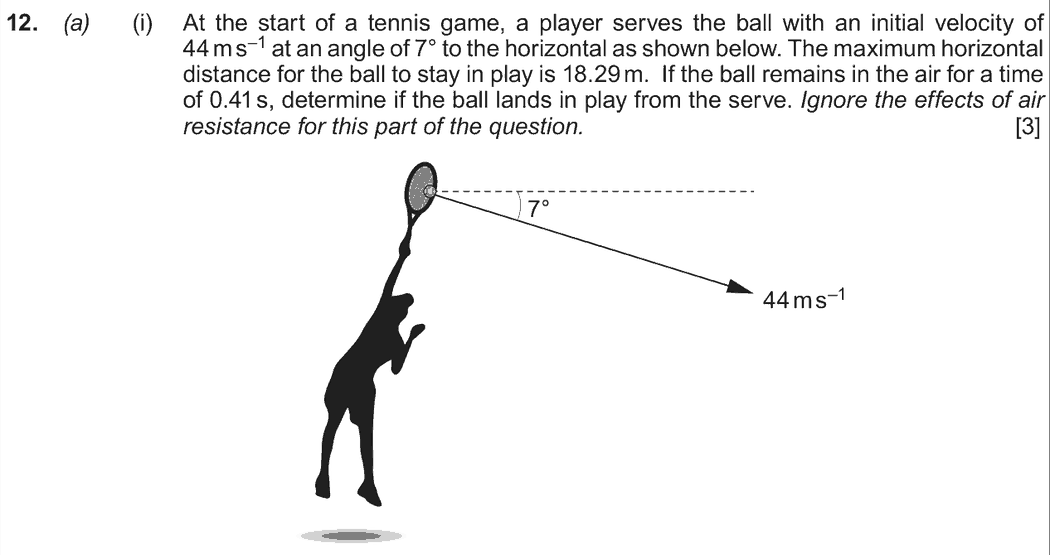 12. (a) (i) At the start of a tennis game, a player serves the ball with an initial velocity of
44 m s⁻¹ at an angle of 7° to the horizontal as shown below. The maximum horizontal
distance for the ball to stay in play is 18.29 m. If the ball remains in the air for a time
of 0.41 s, determine if the ball lands in play from the serve. Ignore the effects of air
resistance for this part of the question. [3]
7°
44 m s⁻¹